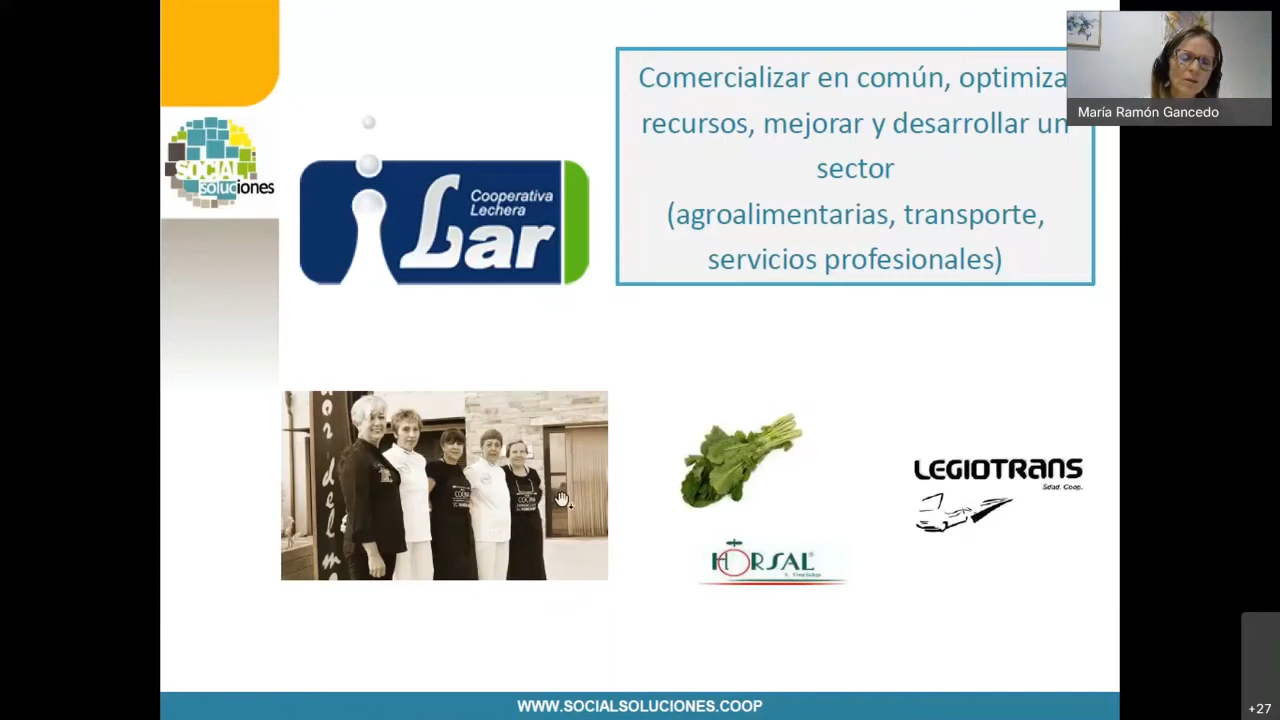 Comercializar en común, optimiza
recursos, mejorar y desarrollar un
sector
(agroalimentarias, transporte,
servicios profesionales)
María Ramón Gancedo
SOCIAL
soluciones
Cooperativa
Lechera
Lar
LEGIOTRANS
Sdad. Coop.
HORSAL
WWW.SOCIALSOLUCIONES.COOP
+27